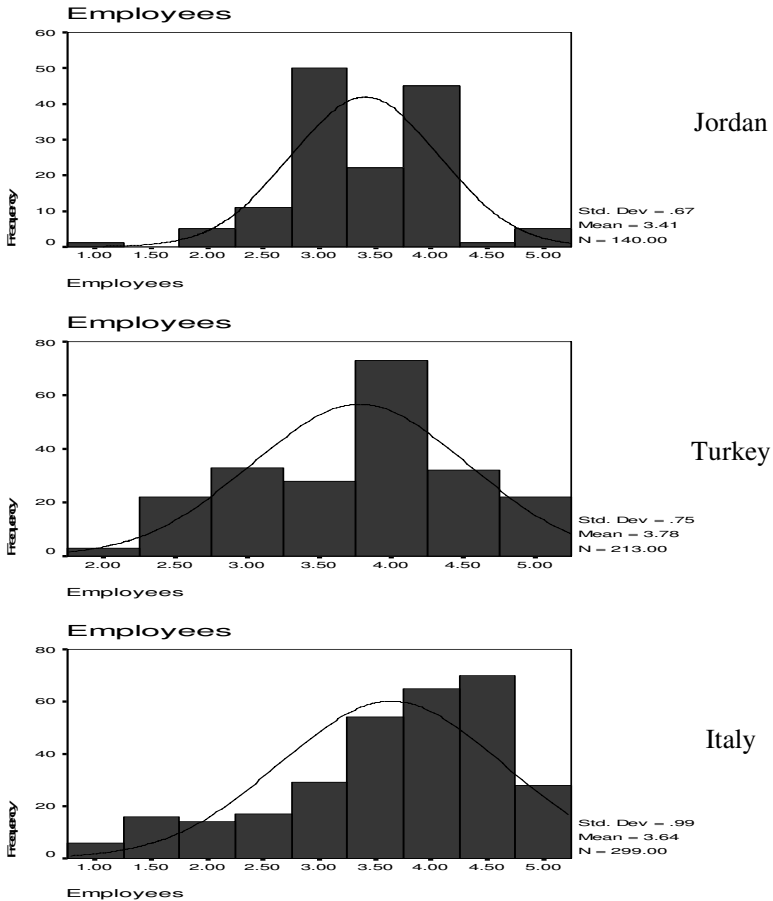 Employees
60
50
40
30
20
10
0
Frequency
1.00 1.50 2.00 2.50 3.00 3.50 4.00 4.50 5.00
Employees
Std. Dev = .67
Mean = 3.41
N = 140.00
Jordan
Employees
80
60
40
20
0
Frequency
2.00 2.50 3.00 3.50 4.00 4.50 5.00
Employees
Std. Dev = .75
Mean = 3.78
N = 213.00
Turkey
Employees
80
60
40
20
0
Frequency
1.00 1.50 2.00 2.50 3.00 3.50 4.00 4.50 5.00
Employees
Std. Dev = .99
Mean = 3.64
N = 299.00
Italy